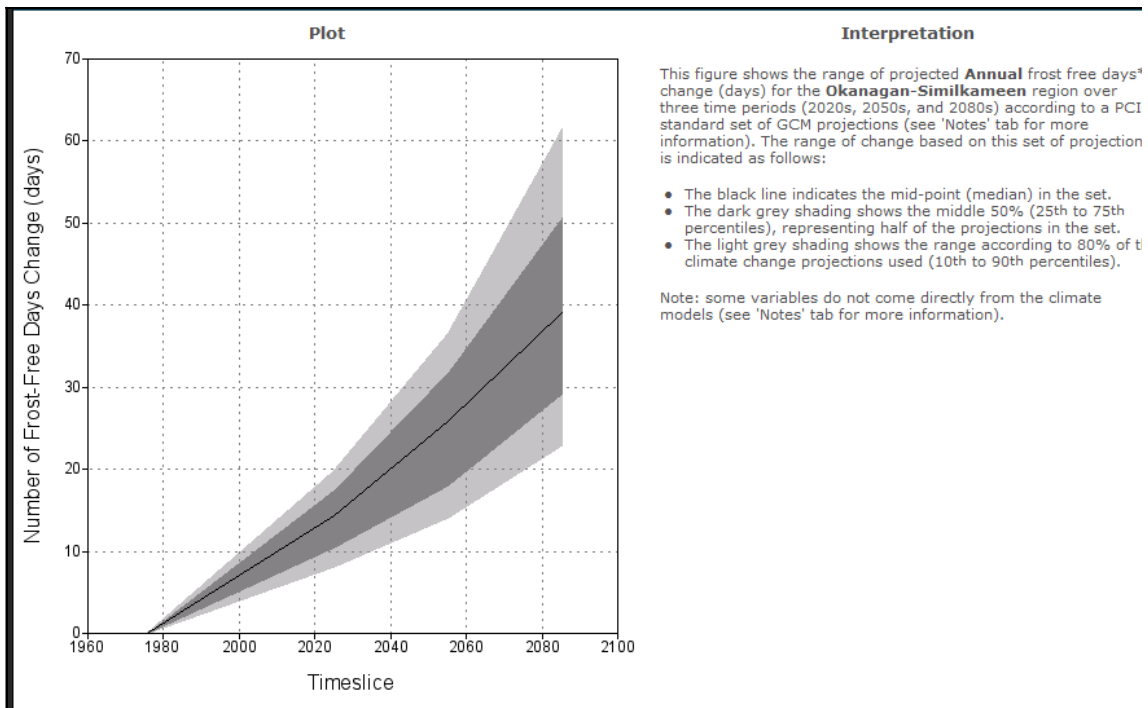 Plot
Number of Frost-Free Days Change (days)
70
60
50
40
30
20
10
0
1960
1980
2000
2020
2040
2060
2080
2100
Timeslice
Interpretation
This figure shows the range of projected Annual frost free days*
change (days) for the Okanagan-Similkameen region over
three time periods (2020s, 2050s, and 2080s) according to a PCI
standard set of GCM projections (see 'Notes' tab for more
information). The range of change based on this set of projection
is indicated as follows:
● The black line indicates the mid-point (median) in the set.
● The dark grey shading shows the middle 50% (25th to 75th
percentiles), representing half of the projections in the set.
● The light grey shading shows the range according to 80% of th
climate change projections used (10th to 90th percentiles).
Note: some variables do not come directly from the climate
models (see 'Notes' tab for more information).